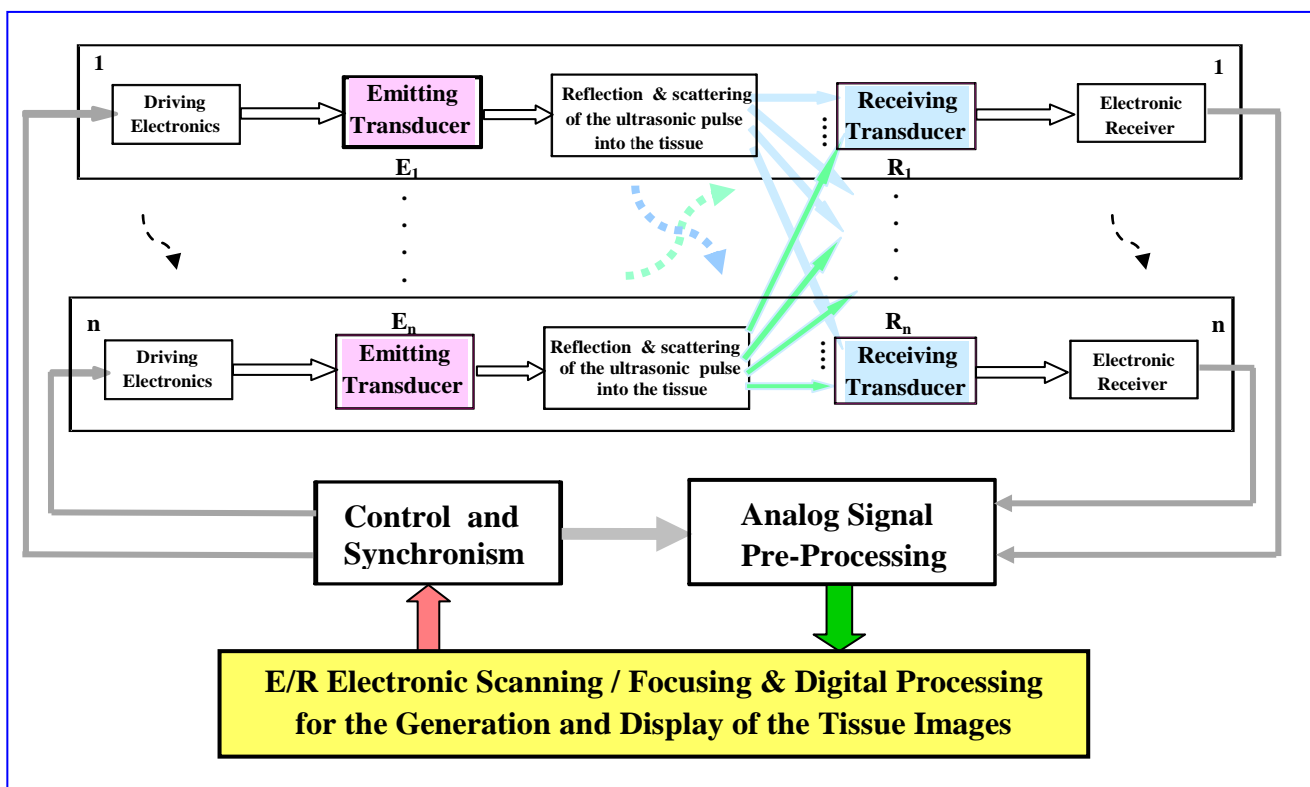 1
1
Driving
Electronics
Emitting
Transducer
Reflection & scattering
of the ultrasonic pulse
into the tissue
Receiving
Transducer
Electronic
Receiver
E1
R1
n
n
En
Rn
Driving
Electronics
Emitting
Transducer
Reflection & scattering
of the ultrasonic pulse
into the tissue
Receiving
Transducer
Electronic
Receiver
Control and
Synchronism
Analog Signal
Pre-Processing
E/R Electronic Scanning / Focusing & Digital Processing
for the Generation and Display of the Tissue Images